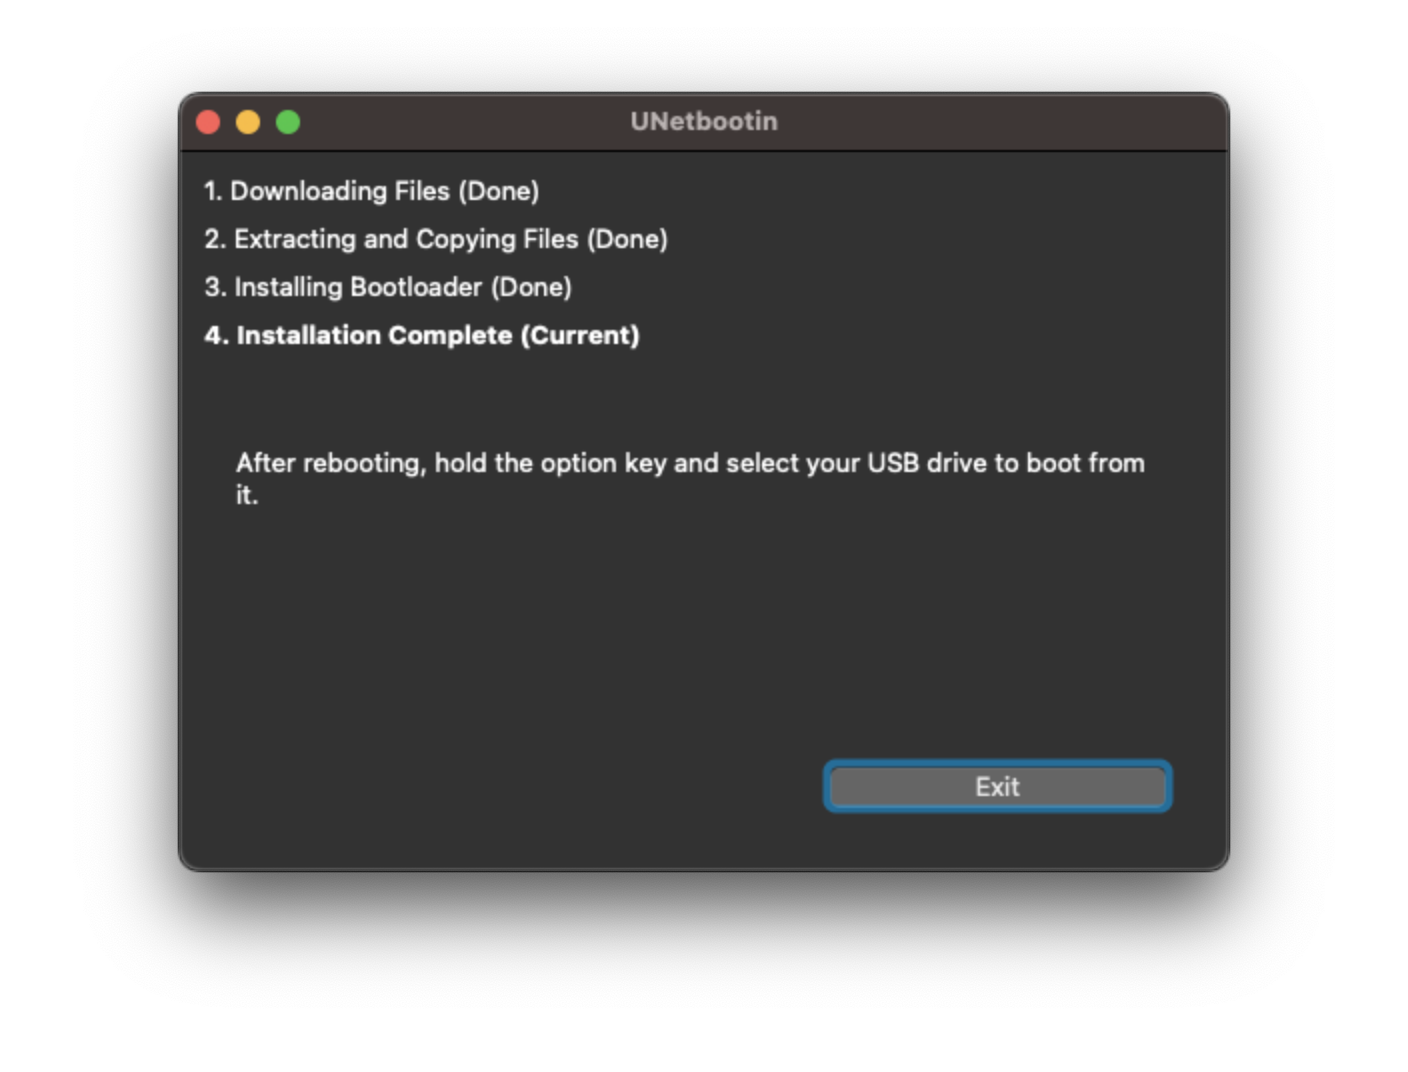 UNetbootin
1. Downloading Files (Done)
2. Extracting and Copying Files (Done)
3. Installing Bootloader (Done)
4. Installation Complete (Current)
After rebooting, hold the option key and select your USB drive to boot from
it.
Exit